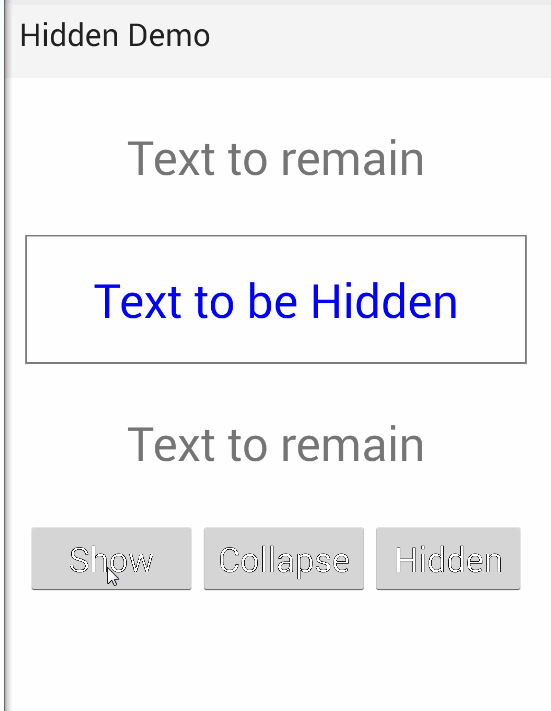 Hidden Demo
Text to remain
Text to be Hidden
Text to remain
Show Collapse Hidden